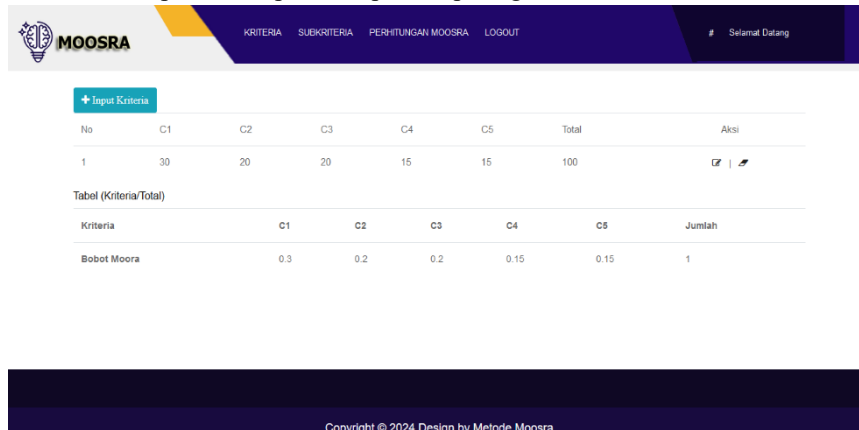 MOOSRA
KRITERIA SUBKRITERIA PERHITUNGAN MOOSRA LOGOUT # Selamat Datang
+ Input Kriteria
No C1 C2 C3 C4 C5 Total Aksi
1 30 20 20 15 15 100 |
Tabel (Kriteria/Total)
Kriteria C1 C2 C3 C4 C5 Jumlah
Bobot Moora 0.3 0.2 0.2 0.15 0.15 1
Copyright © 2024 Design by Metode Moosra